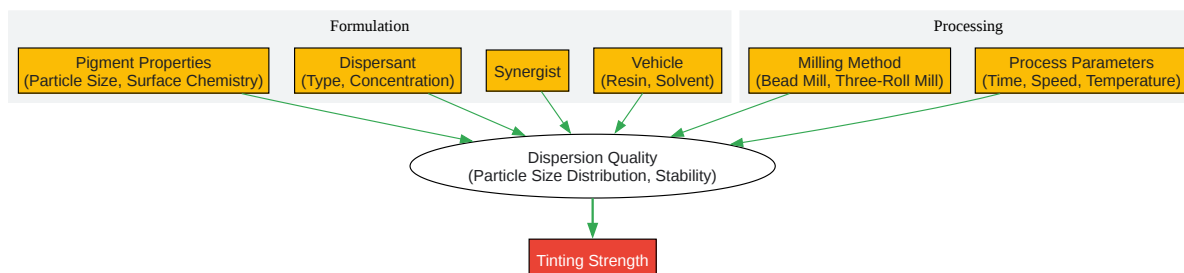 Formulation
Processing
Pigment Properties
(Particle Size, Surface Chemistry)
Dispersant
(Type, Concentration)
Synergist
Vehicle
(Resin, Solvent)
Milling Method
(Bead Mill, Three-Roll Mill)
Process Parameters
(Time, Speed, Temperature)
Dispersion Quality
(Particle Size Distribution, Stability)
Tinting Strength